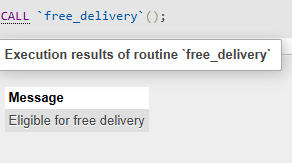 CALL `free_delivery`();
Execution results of routine `free_delivery`
Message
Eligible for free delivery